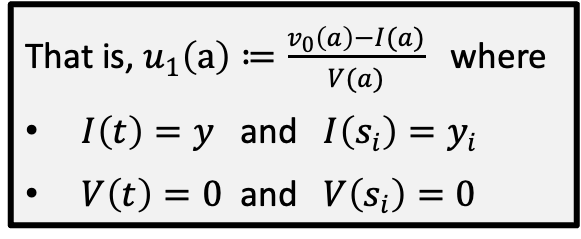 That is, u₁(a) := (v₀(a)−I(a))/V(a) where
• I(t) = y and I(sᵢ) = yᵢ
• V(t) = 0 and V(sᵢ) = 0